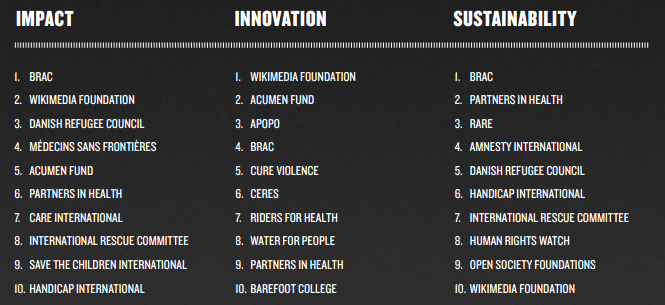 IMPACT
1. BRAC
2. WIKIMEDIA FOUNDATION
3. DANISH REFUGEE COUNCIL
4. MÉDECINS SANS FRONTIÈRES
5. ACUMEN FUND
6. PARTNERS IN HEALTH
7. CARE INTERNATIONAL
8. INTERNATIONAL RESCUE COMMITTEE
9. SAVE THE CHILDREN INTERNATIONAL
10. HANDICAP INTERNATIONAL
INNOVATION
1. WIKIMEDIA FOUNDATION
2. ACUMEN FUND
3. APOPO
4. BRAC
5. CURE VIOLENCE
6. CERES
7. RIDERS FOR HEALTH
8. WATER FOR PEOPLE
9. PARTNERS IN HEALTH
10. BAREFOOT COLLEGE
SUSTAINABILITY
1. BRAC
2. PARTNERS IN HEALTH
3. RARE
4. AMNESTY INTERNATIONAL
5. DANISH REFUGEE COUNCIL
6. HANDICAP INTERNATIONAL
7. INTERNATIONAL RESCUE COMMITTEE
8. HUMAN RIGHTS WATCH
9. OPEN SOCIETY FOUNDATIONS
10. WIKIMEDIA FOUNDATION